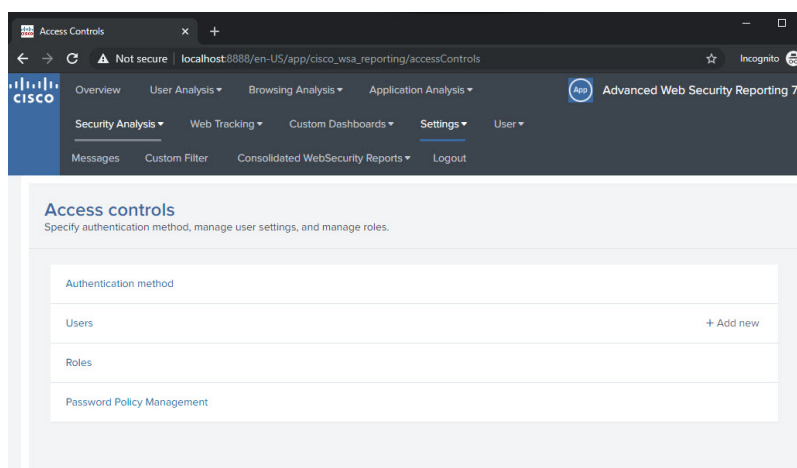 Access Controls
Not secure localhost:8888/en-US/app/cisco_wsa_reporting/accessControls Incognito
CISCO Overview User Analysis Browsing Analysis Application Analysis App Advanced Web Security Reporting 7
Security Analysis Web Tracking Custom Dashboards Settings User
Messages Custom Filter Consolidated WebSecurity Reports Logout
Access controls
Specify authentication method, manage user settings, and manage roles.
Authentication method
Users + Add new
Roles
Password Policy Management